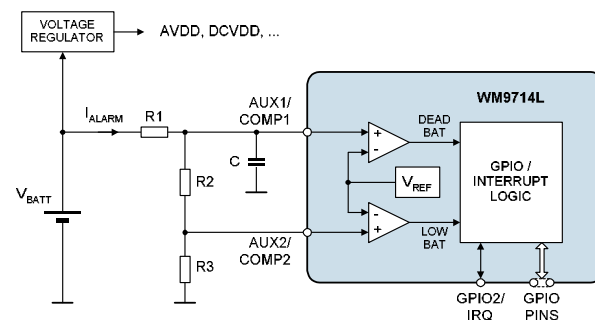 VOLTAGE
REGULATOR
AVDD, DCVDD, ...
WM9714L
I_ALARM
R1
AUX1/
COMP1
DEAD
BAT
GPIO /
INTERRUPT
LOGIC
R2
C
V_REF
V_BATT
AUX2/
COMP2
LOW
BAT
R3
GPIO2/
IRQ
GPIO
PINS
+
-
-
+